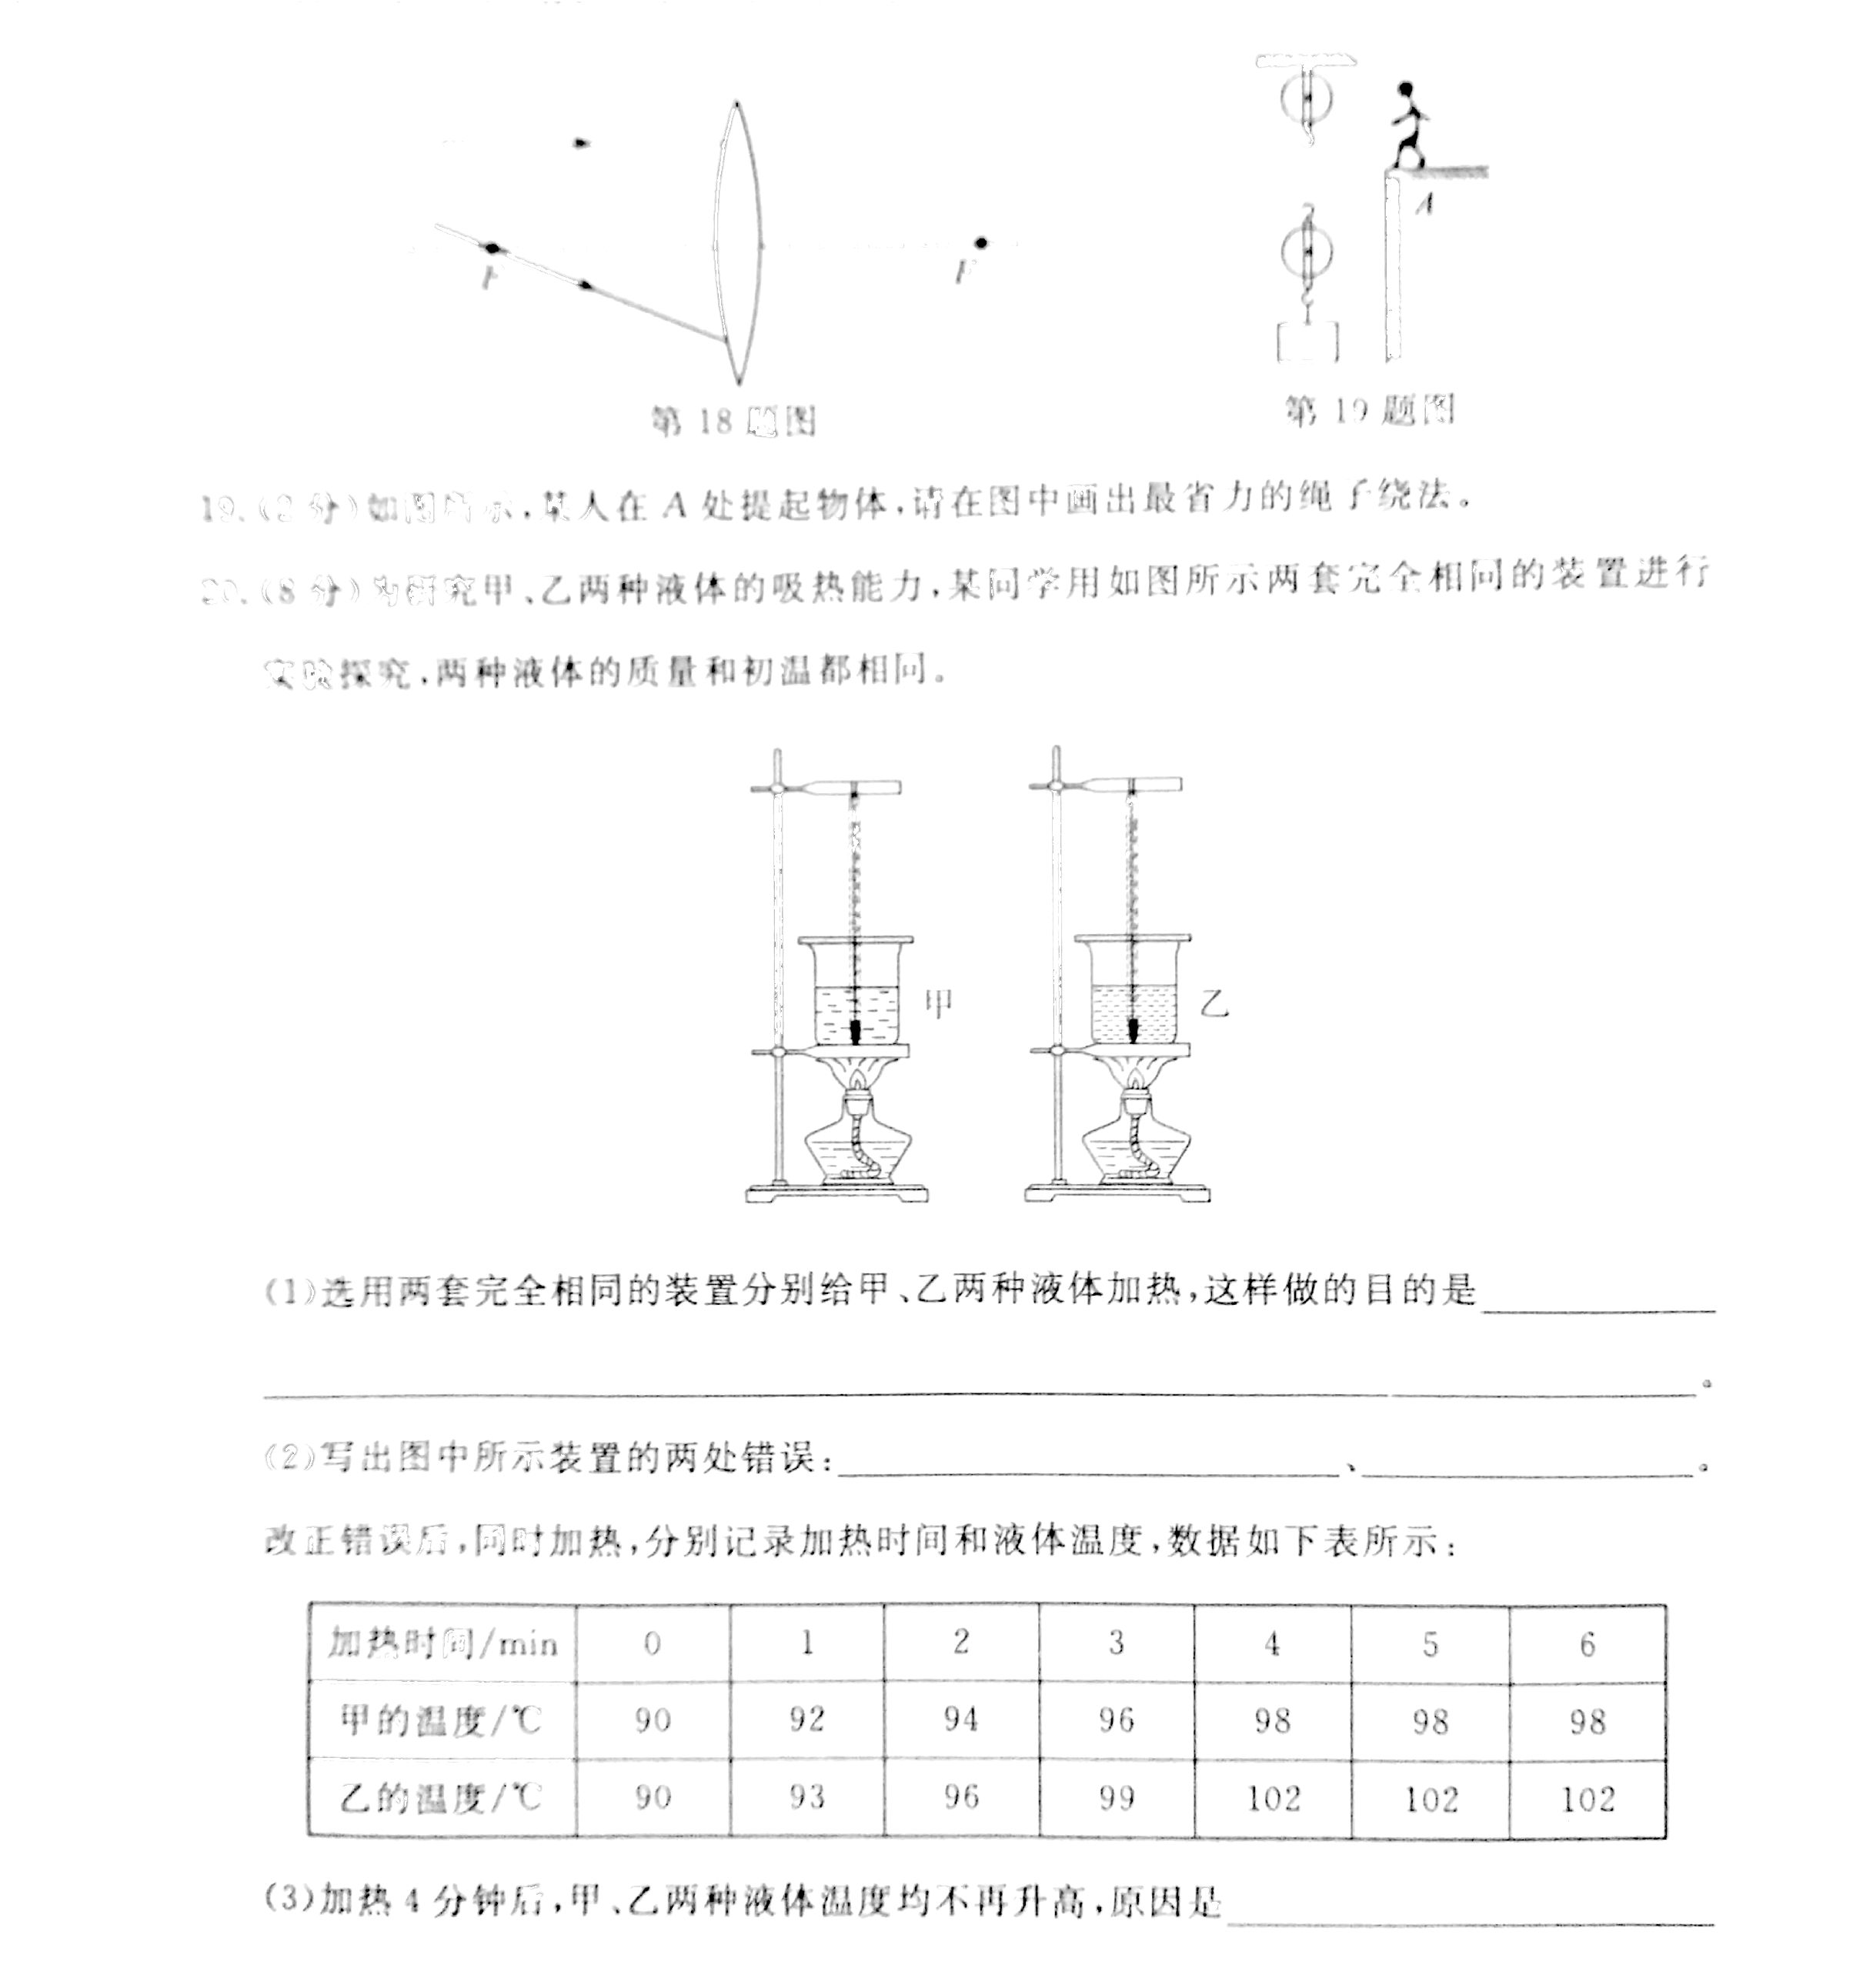 F
F
A
第 18 题图
第 19 题图
19.(2 分)如图所示,某人在 A 处提起物体,请在图中画出最省力的绳子绕法。
20.(8 分)为研究甲、乙两种液体的吸热能力,某同学用如图所示两套完全相同的装置进行
实验探究,两种液体的质量和初温都相同。
甲
乙
(1)选用两套完全相同的装置分别给甲、乙两种液体加热,这样做的目的是
。
(2)写出图中所示装置的两处错误: 、 。
改正错误后,同时加热,分别记录加热时间和液体温度,数据如下表所示:
加热时间/min 0 1 2 3 4 5 6
甲的温度/℃ 90 92 94 96 98 98 98
乙的温度/℃ 90 93 96 99 102 102 102
(3)加热 4 分钟后,甲、乙两种液体温度均不再升高,原因是